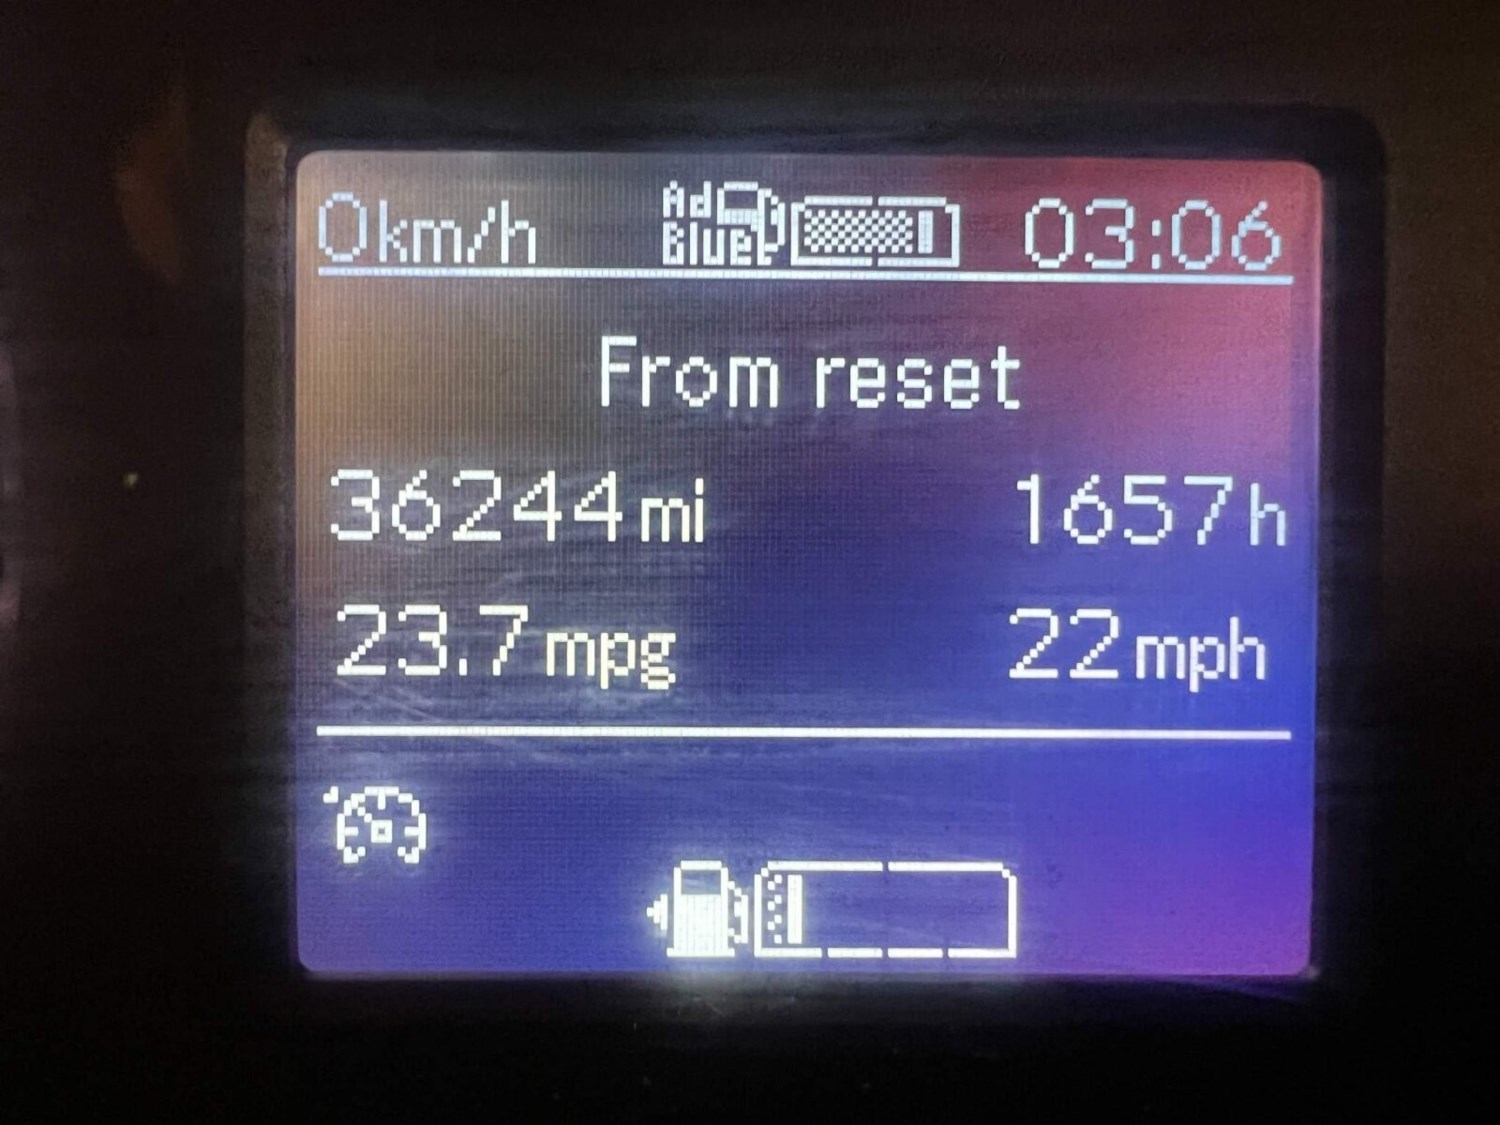 0km/h Ad Blue 03:06
From reset
36244mi 1657h
23.7mpg 22mph